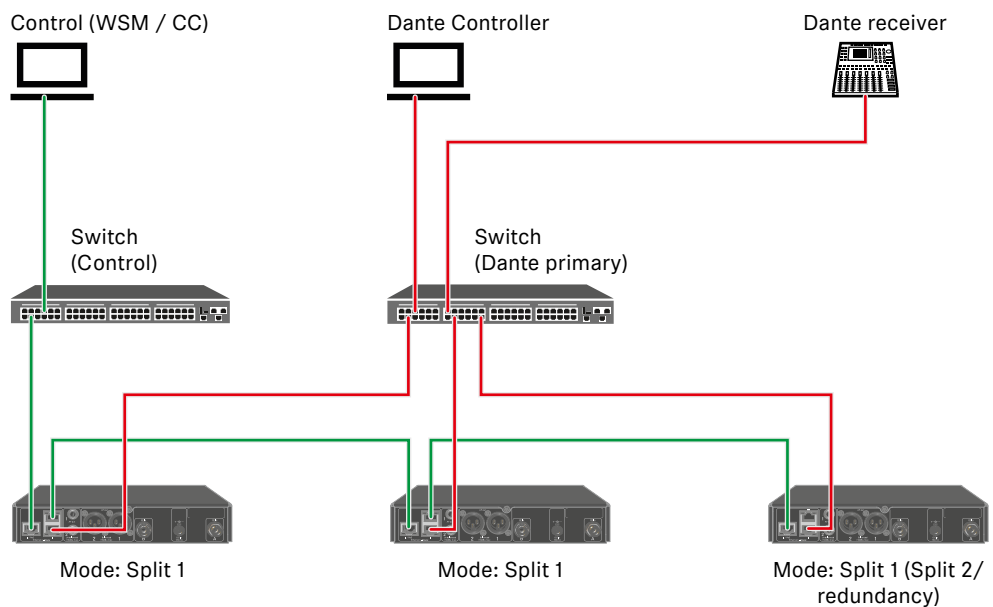 Control (WSM / CC)
Dante Controller
Dante receiver
Switch
(Control)
Switch
(Dante primary)
Mode: Split 1
Mode: Split 1
Mode: Split 1 (Split 2/
redundancy)